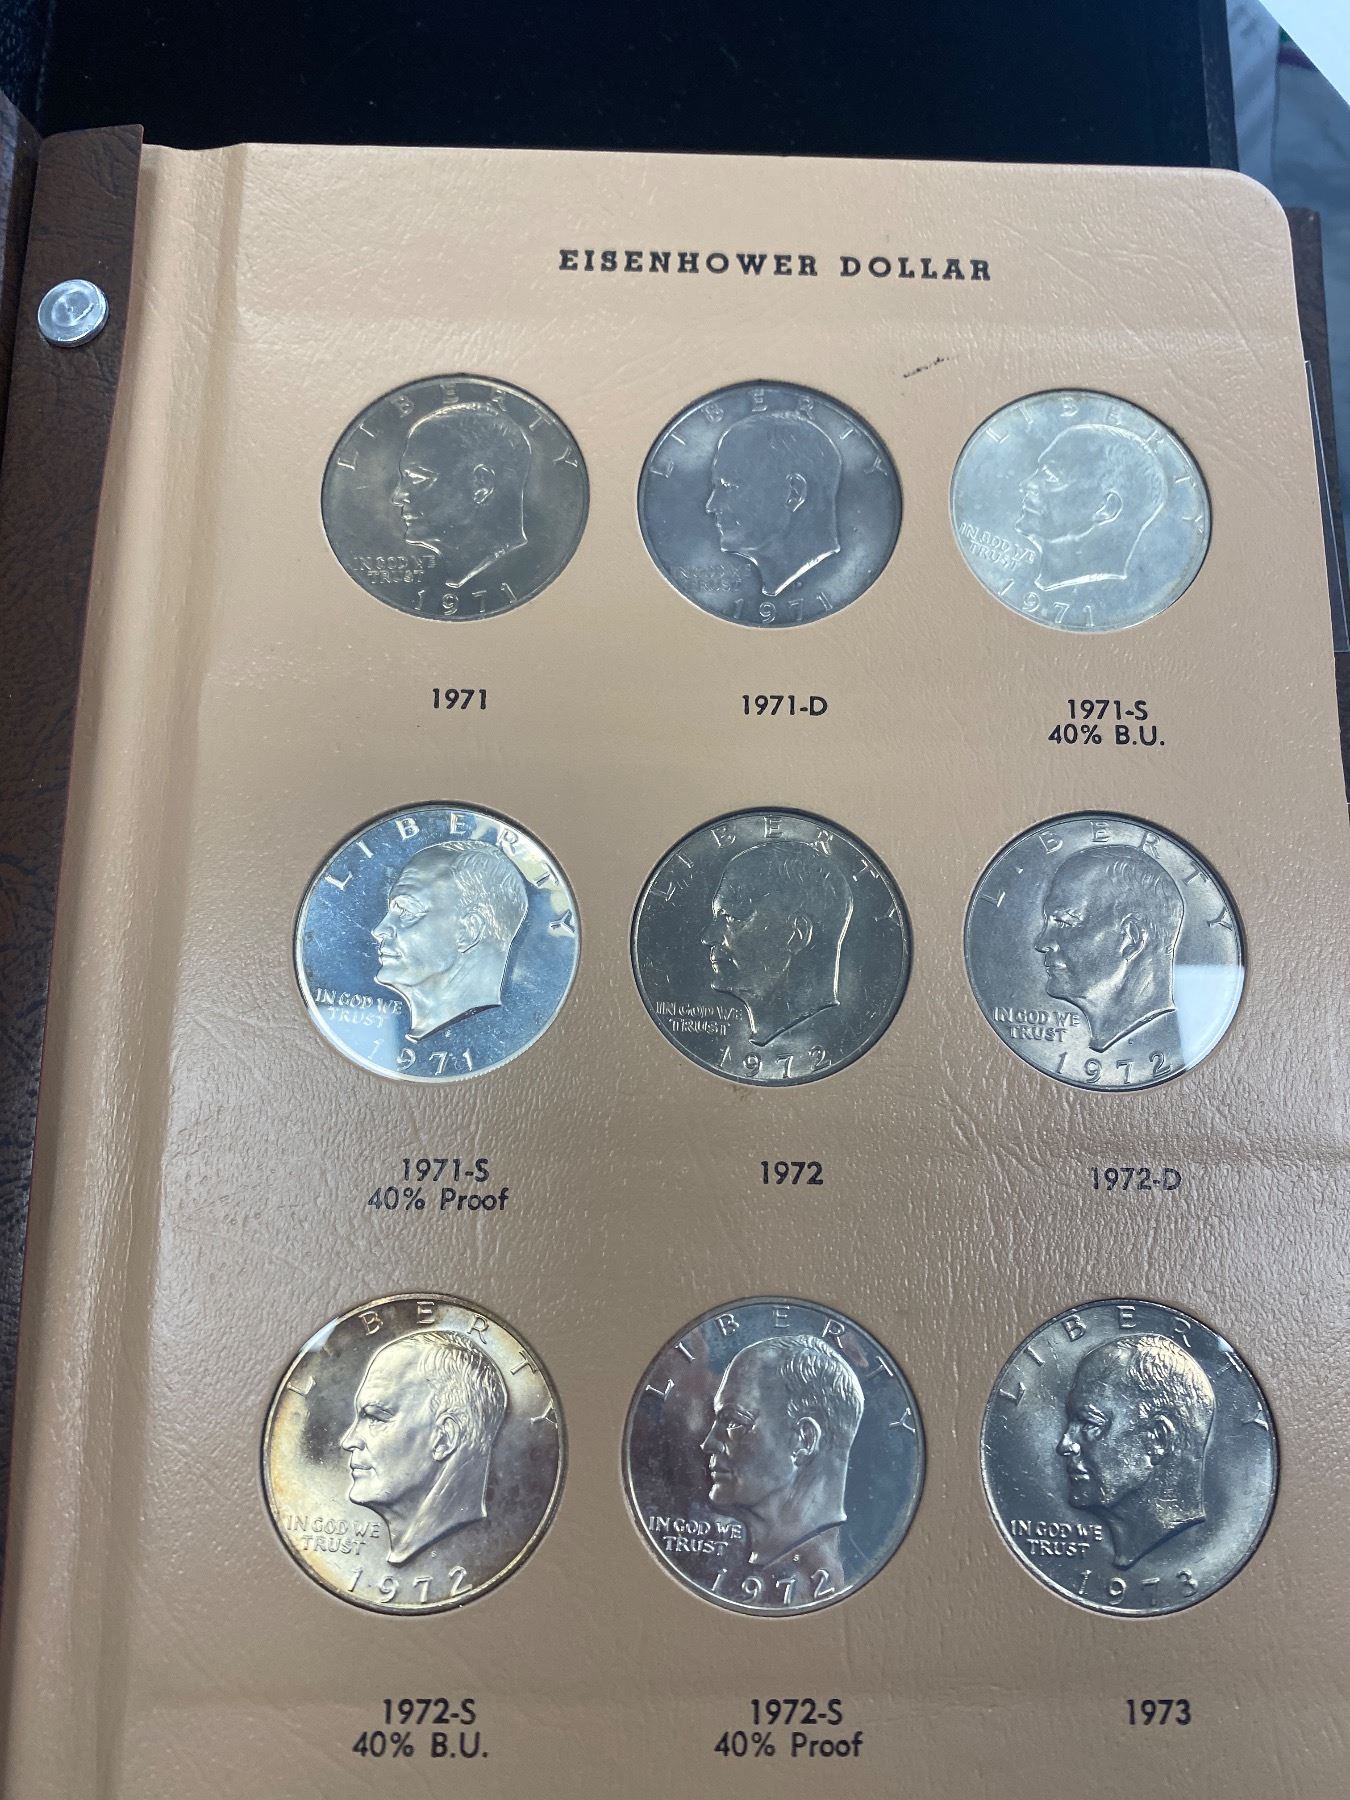 EISENHOWER DOLLAR
LIBERTY
IN GOD WE
TRUST
1971
LIBERTY
IN GOD WE
TRUST
D
1971
LIBERTY
IN GOD WE
TRUST
1971
1971
1971-D
1971-S
40% B.U.
LIBERTY
IN GOD WE
TRUST
S
1971
LIBERTY
IN GOD WE
TRUST
1972
LIBERTY
IN GOD WE
TRUST
D
1972
1971-S
40% Proof
1972
1972-D
LIBERTY
IN GOD WE
TRUST
S
1972
LIBERTY
IN GOD WE
TRUST
S
1972
LIBERTY
IN GOD WE
TRUST
1973
1972-S
40% B.U.
1972-S
40% Proof
1973